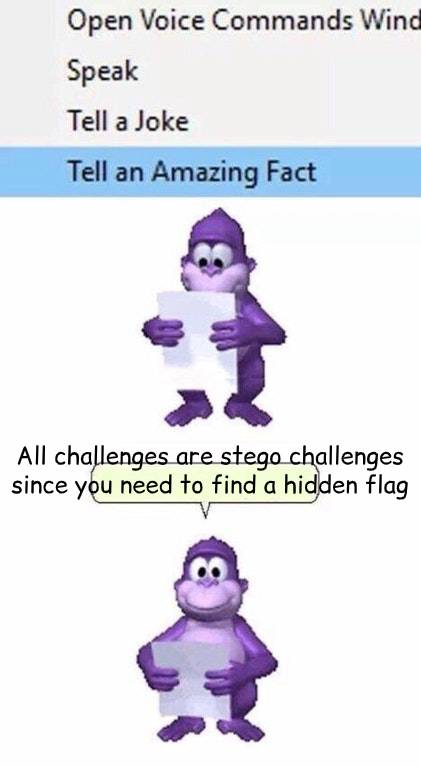 Open Voice Commands Wind
Speak
Tell a Joke
Tell an Amazing Fact
All challenges are stego challenges
since you need to find a hidden flag